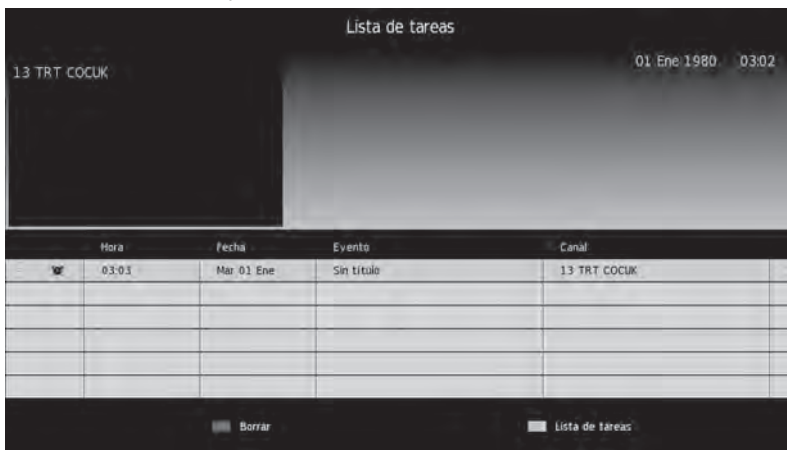 Lista de tareas
13 TRT COCUK
01 Ene 1980 03:02
Hora Fecha Evento Canal
03:03 Mar 01 Ene Sin título 13 TRT COCUK
Borrar Lista de tareas